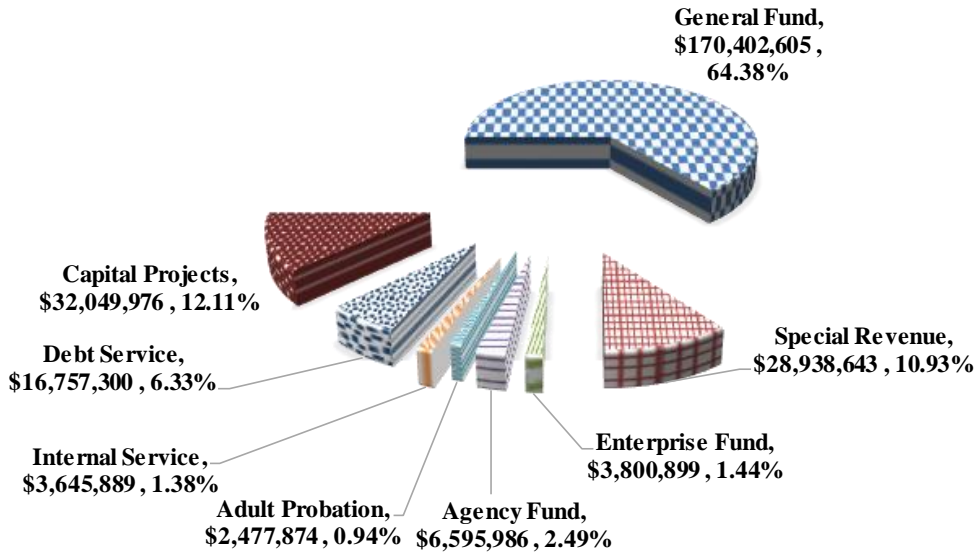 General Fund,
$170,402,605 ,
64.38%
Capital Projects,
$32,049,976 , 12.11%
Debt Service,
$16,757,300 , 6.33%
Special Revenue,
$28,938,643 , 10.93%
Internal Service,
$3,645,889 , 1.38%
Enterprise Fund,
$3,800,899 , 1.44%
Adult Probation,
$2,477,874 , 0.94%
Agency Fund,
$6,595,986 , 2.49%